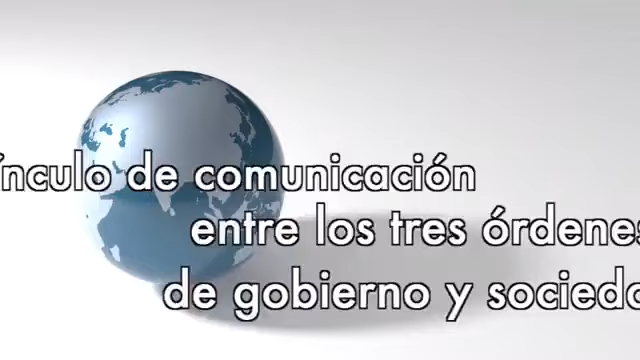 ínculo de comunicación
entre los tres órdenes
de gobierno y socieda